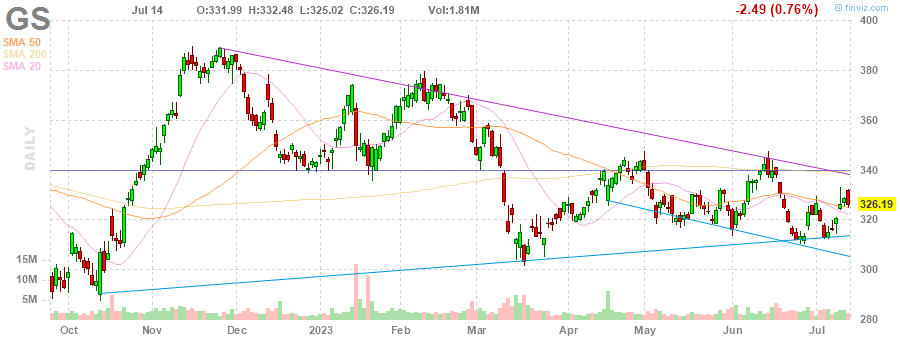 GS
Jul 14 O:331.99 H:332.48 L:325.02 C:326.19 Vol:1.81M -2.49 (0.76%)
© finviz.com
SMA 50
SMA 200
SMA 20
DAILY
400
380
360
340
326.19
320
300
280
15M
10M
5M
Oct Nov Dec 2023 Feb Mar Apr May Jun Jul